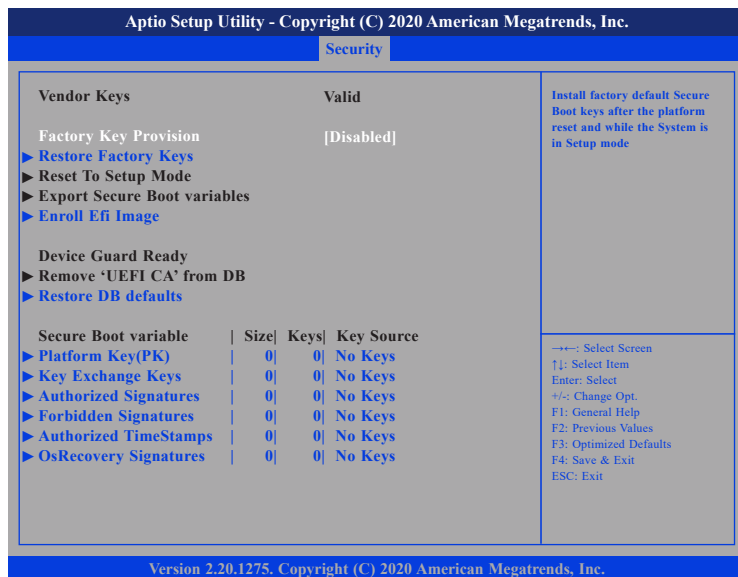 Aptio Setup Utility - Copyright (C) 2020 American Megatrends, Inc.
Security
Vendor Keys Valid
Factory Key Provision [Disabled]
▶ Restore Factory Keys
▶ Reset To Setup Mode
▶ Export Secure Boot variables
▶ Enroll Efi Image
Device Guard Ready
▶ Remove ‘UEFI CA’ from DB
▶ Restore DB defaults
Secure Boot variable | Size| Keys| Key Source
▶ Platform Key(PK) | 0| 0| No Keys
▶ Key Exchange Keys | 0| 0| No Keys
▶ Authorized Signatures | 0| 0| No Keys
▶ Forbidden Signatures | 0| 0| No Keys
▶ Authorized TimeStamps | 0| 0| No Keys
▶ OsRecovery Signatures | 0| 0| No Keys
Install factory default Secure
Boot keys after the platform
reset and while the System is
in Setup mode
→←: Select Screen
↑↓: Select Item
Enter: Select
+/-: Change Opt.
F1: General Help
F2: Previous Values
F3: Optimized Defaults
F4: Save & Exit
ESC: Exit
Version 2.20.1275. Copyright (C) 2020 American Megatrends, Inc.